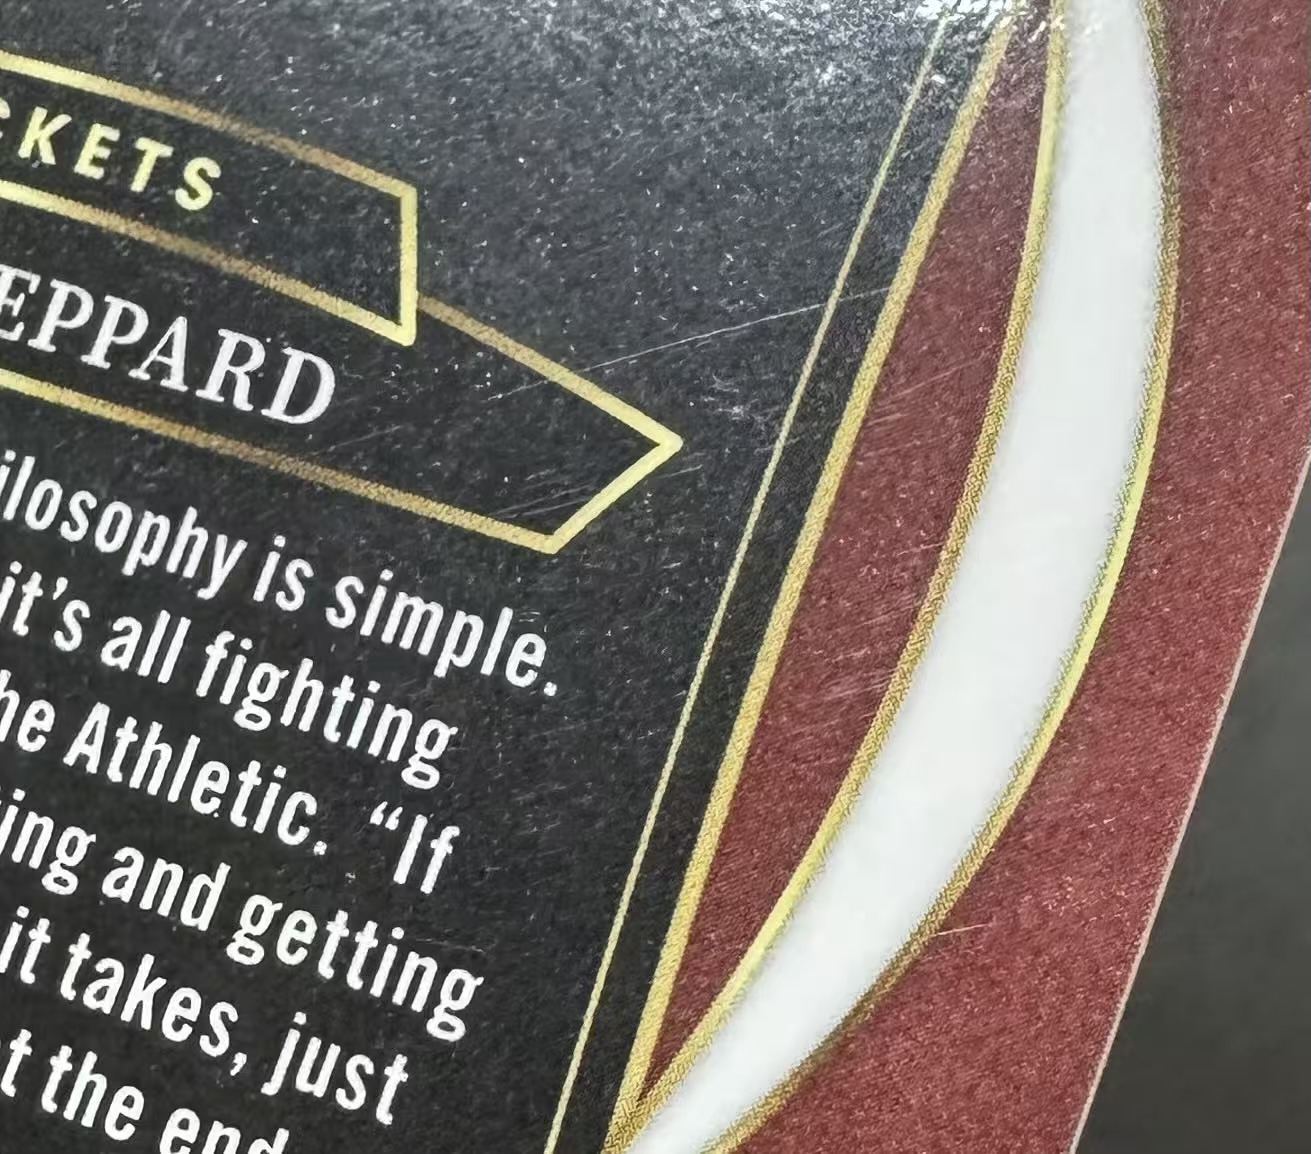 CKETS
EPPARD
ilosophy is simple.
it's all fighting
he Athletic. “If
ing and getting
it takes, just
t the end